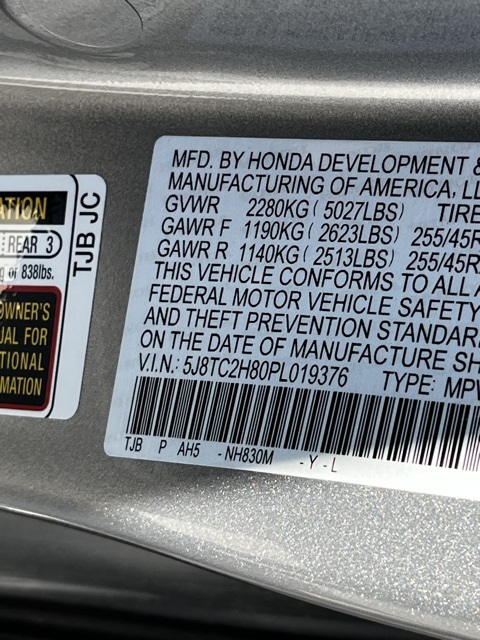 ATION
REAR 3
g or 838lbs.
TJB JC
OWNER'S
UAL FOR
TIONAL
MATION
MFD. BY HONDA DEVELOPMENT &
MANUFACTURING OF AMERICA, LL
GVWR 2280KG ( 5027LBS) TIRE
GAWR F 1190KG ( 2623LBS) 255/45R
GAWR R 1140KG ( 2513LBS) 255/45R
THIS VEHICLE CONFORMS TO ALL A
FEDERAL MOTOR VEHICLE SAFETY
AND THEFT PREVENTION STANDAR
ON THE DATE OF MANUFACTURE SH
V.I.N.: 5J8TC2H80PL019376 TYPE: MPV
TJB P AH5 - NH830M - Y - L